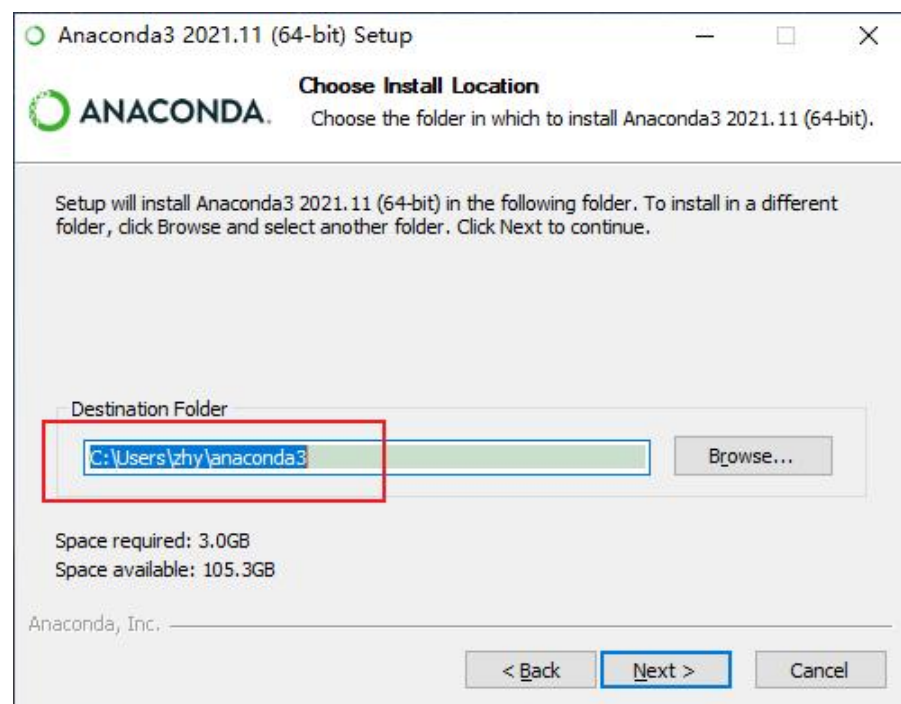 Anaconda3 2021.11 (64-bit) Setup
ANACONDA.
Choose Install Location
Choose the folder in which to install Anaconda3 2021.11 (64-bit).
Setup will install Anaconda3 2021.11 (64-bit) in the following folder. To install in a different
folder, click Browse and select another folder. Click Next to continue.
Destination Folder
C:\Users\zhy\anaconda3
Browse...
Space required: 3.0GB
Space available: 105.3GB
Anaconda, Inc.
< Back
Next >
Cancel